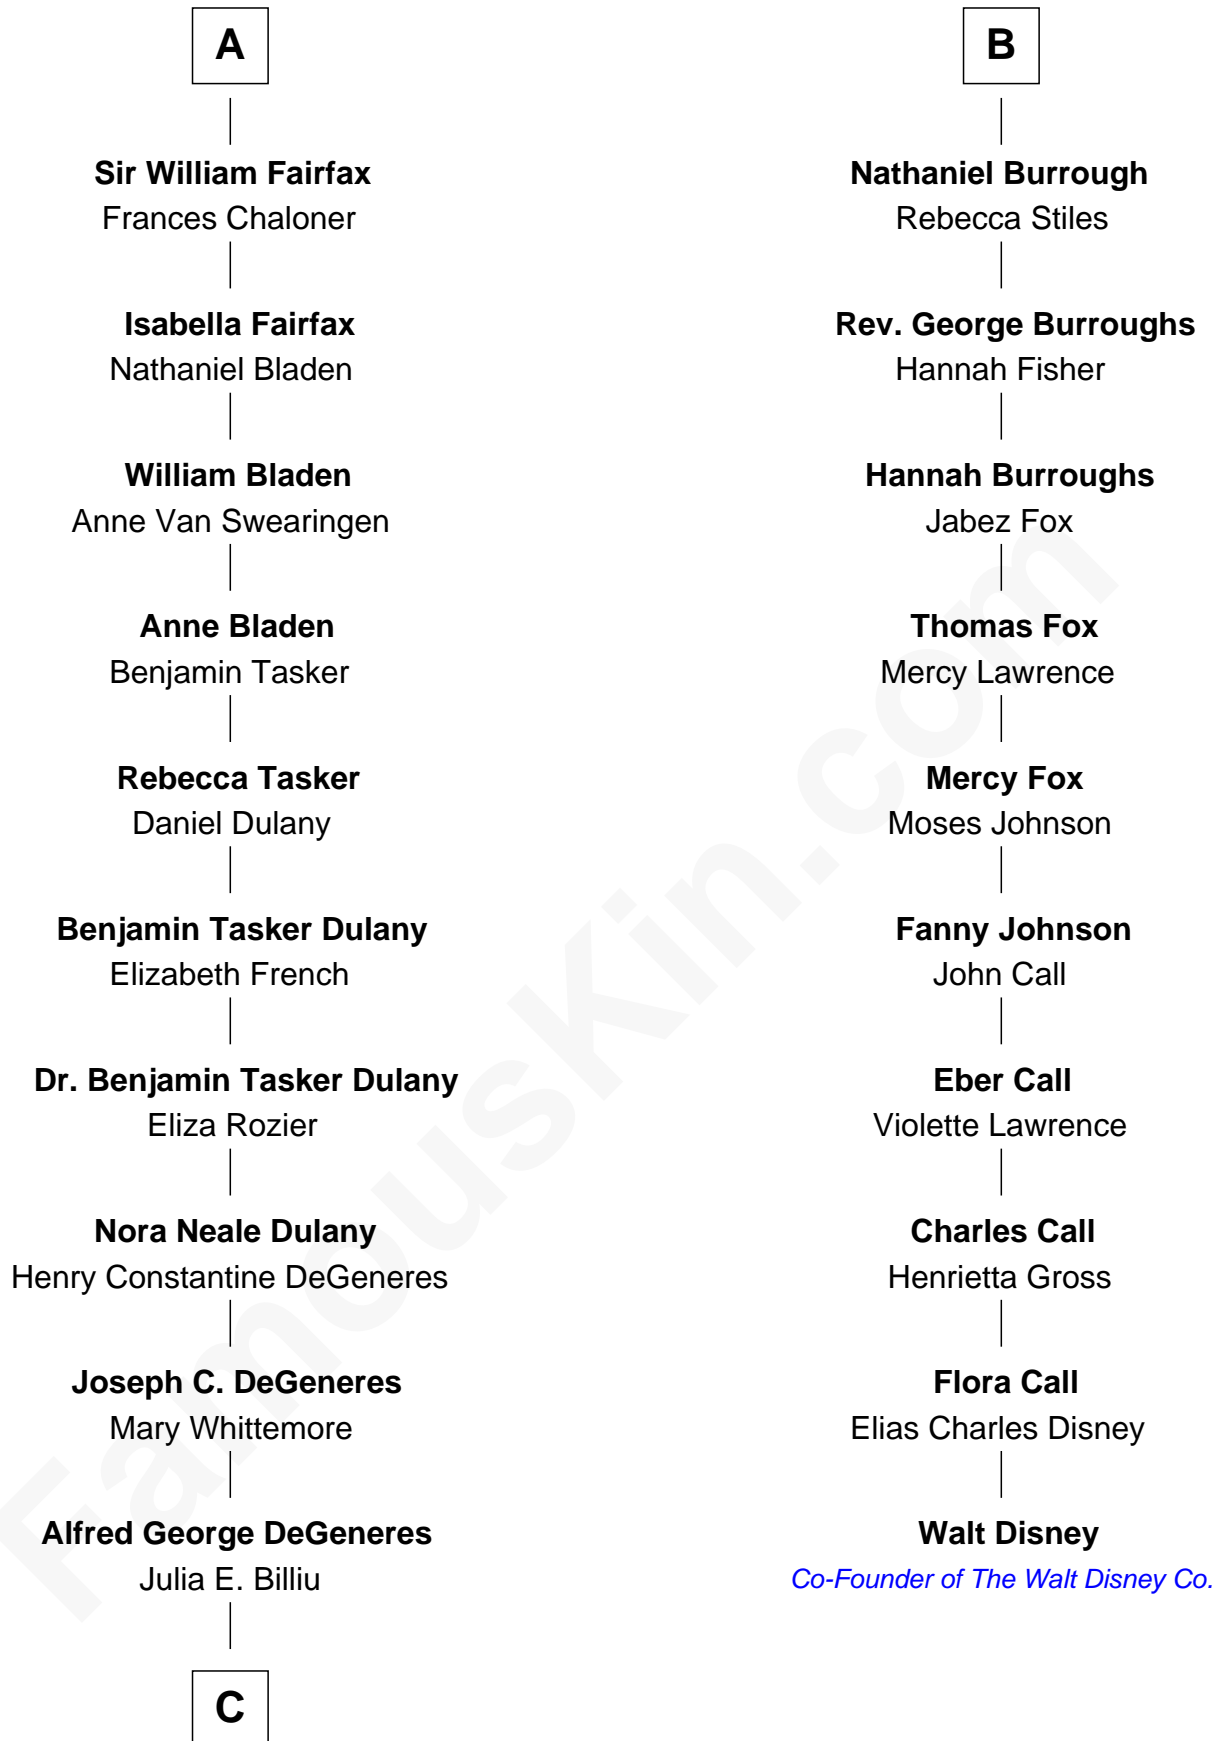 A
Sir William Fairfax
Frances Chaloner
Isabella Fairfax
Nathaniel Bladen
William Bladen
Anne Van Swearingen
Anne Bladen
Benjamin Tasker
Rebecca Tasker
Daniel Dulany
Benjamin Tasker Dulany
Elizabeth French
Dr. Benjamin Tasker Dulany
Eliza Rozier
Nora Neale Dulany
Henry Constantine DeGeneres
Joseph C. DeGeneres
Mary Whittemore
Alfred George DeGeneres
Julia E. Billiu
C
B
Nathaniel Burrough
Rebecca Stiles
Rev. George Burroughs
Hannah Fisher
Hannah Burroughs
Jabez Fox
Thomas Fox
Mercy Lawrence
Mercy Fox
Moses Johnson
Fanny Johnson
John Call
Eber Call
Violette Lawrence
Charles Call
Henrietta Gross
Flora Call
Elias Charles Disney
Walt Disney
Co-Founder of The Walt Disney Co.
FamousKin.com